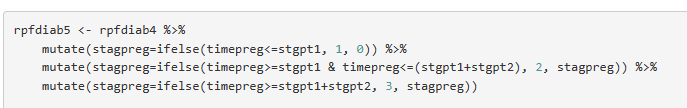 rpfdiab5 <- rpfdiab4 %>%
    mutate(stagpreg=ifelse(timepreg<=stgpt1, 1, 0)) %>%
    mutate(stagpreg=ifelse(timepreg>=stgpt1 & timepreg<=(stgpt1+stgpt2), 2, stagpreg)) %>%
    mutate(stagpreg=ifelse(timepreg>=stgpt1+stgpt2, 3, stagpreg))